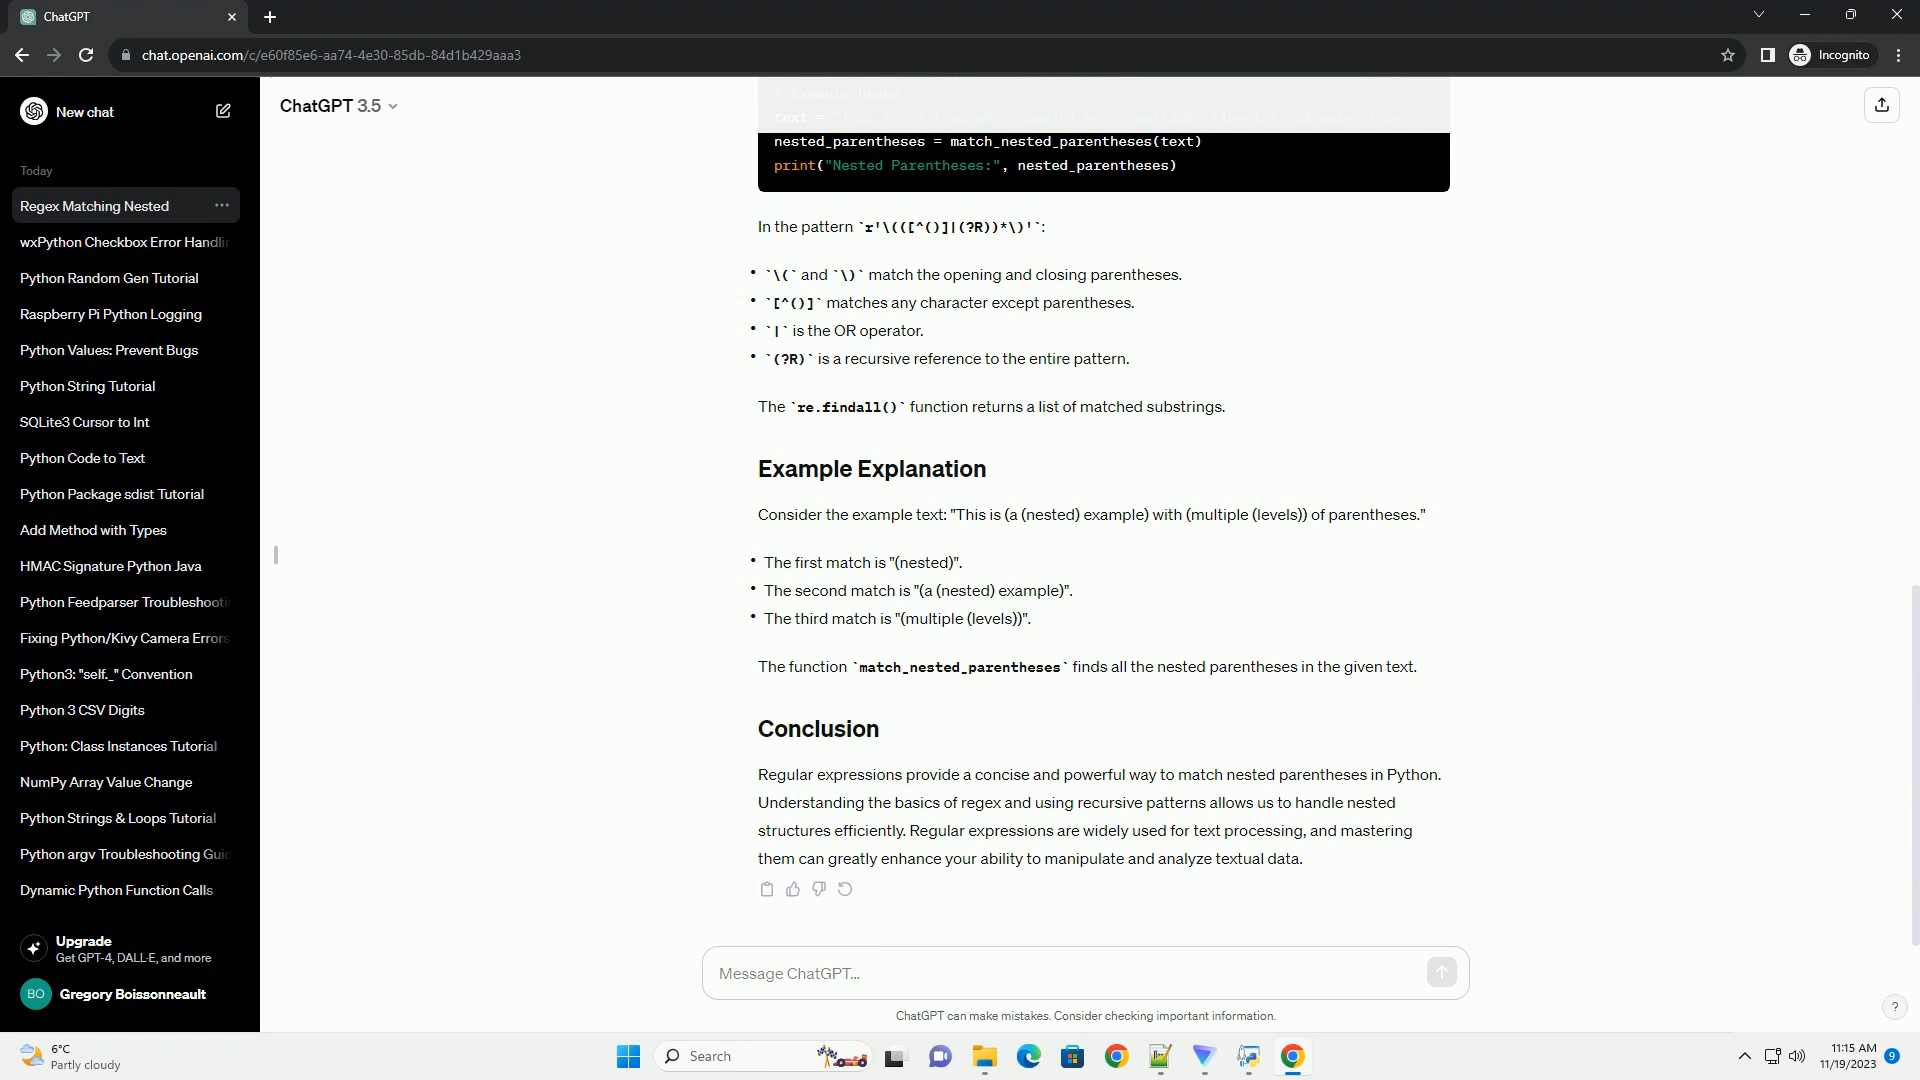 ChatGPT
chat.openai.com/c/e60f85e6-aa74-4e30-85db-84d1b429aaa3
Incognito
New chat
Today
Regex Matching Nested
wxPython Checkbox Error Handlin
Python Random Gen Tutorial
Raspberry Pi Python Logging
Python Values: Prevent Bugs
Python String Tutorial
SQLite3 Cursor to Int
Python Code to Text
Python Package sdist Tutorial
Add Method with Types
HMAC Signature Python Java
Python Feedparser Troubleshootin
Fixing Python/Kivy Camera Errors
Python3: "self._" Convention
Python 3 CSV Digits
Python: Class Instances Tutorial
NumPy Array Value Change
Python Strings & Loops Tutorial
Python argv Troubleshooting Guid
Dynamic Python Function Calls
Upgrade
Get GPT-4, DALL·E, and more
BO Gregory Boissonneault
ChatGPT 3.5
text =
nested_parentheses = match_nested_parentheses(text)
print("Nested Parentheses:", nested_parentheses)
In the pattern `r'\(([^()]|(?R))*\)'`:
• `\(` and `\)` match the opening and closing parentheses.
• `[^()]` matches any character except parentheses.
• `|` is the OR operator.
• `(?R)` is a recursive reference to the entire pattern.
The `re.findall()` function returns a list of matched substrings.
Example Explanation
Consider the example text: "This is (a (nested) example) with (multiple (levels)) of parentheses."
• The first match is "(nested)".
• The second match is "(a (nested) example)".
• The third match is "(multiple (levels))".
The function `match_nested_parentheses` finds all the nested parentheses in the given text.
Conclusion
Regular expressions provide a concise and powerful way to match nested parentheses in Python.
Understanding the basics of regex and using recursive patterns allows us to handle nested
structures efficiently. Regular expressions are widely used for text processing, and mastering
them can greatly enhance your ability to manipulate and analyze textual data.
Message ChatGPT...
ChatGPT can make mistakes. Consider checking important information.
?
6°C
Partly cloudy
Search
11:15 AM
11/19/2023
9